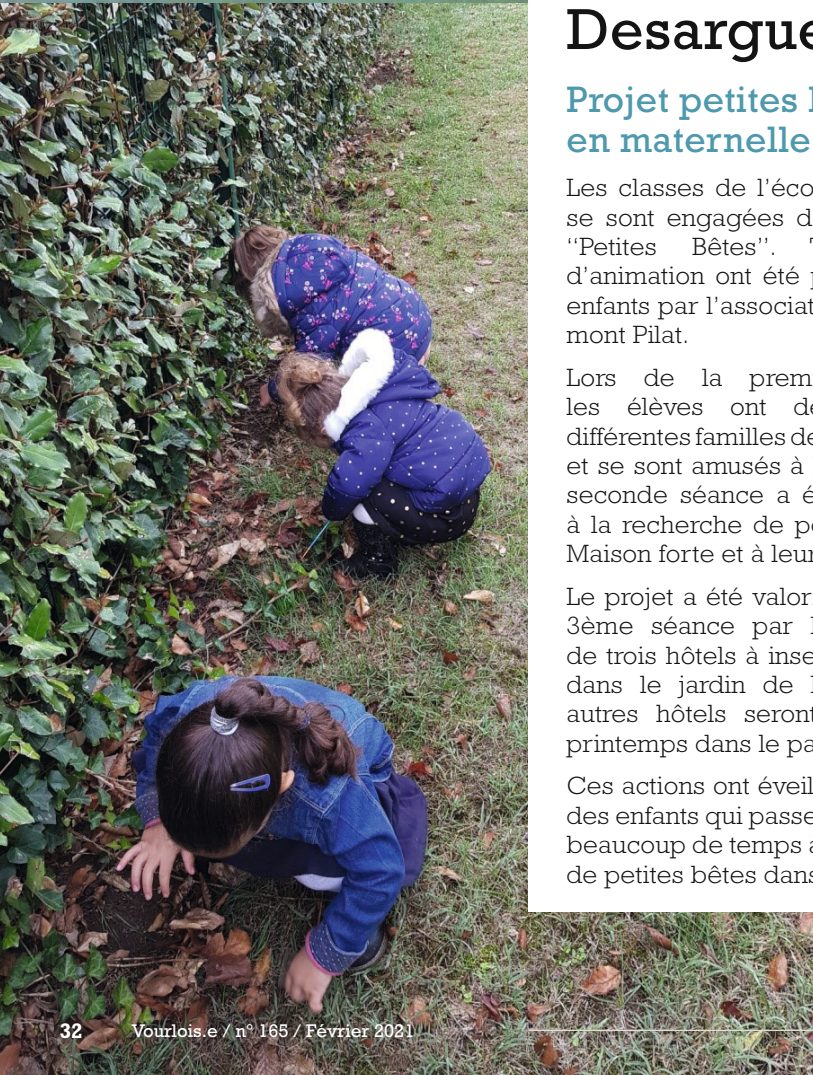 Desargue
Projet petites
en maternelle
Les classes de l'éco
se sont engagées d
“Petites Bêtes”. T
d'animation ont été p
enfants par l'associat
mont Pilat.
Lors de la prem
les élèves ont dé
différentes familles de
et se sont amusés à
seconde séance a é
à la recherche de pe
Maison forte et à leur
Le projet a été valori
3ème séance par l
de trois hôtels à inse
dans le jardin de l
autres hôtels seront
printemps dans le pa
Ces actions ont éveil
des enfants qui passe
beaucoup de temps a
de petites bêtes dans
32 Vourlois.e / n° 165 / Février 2021